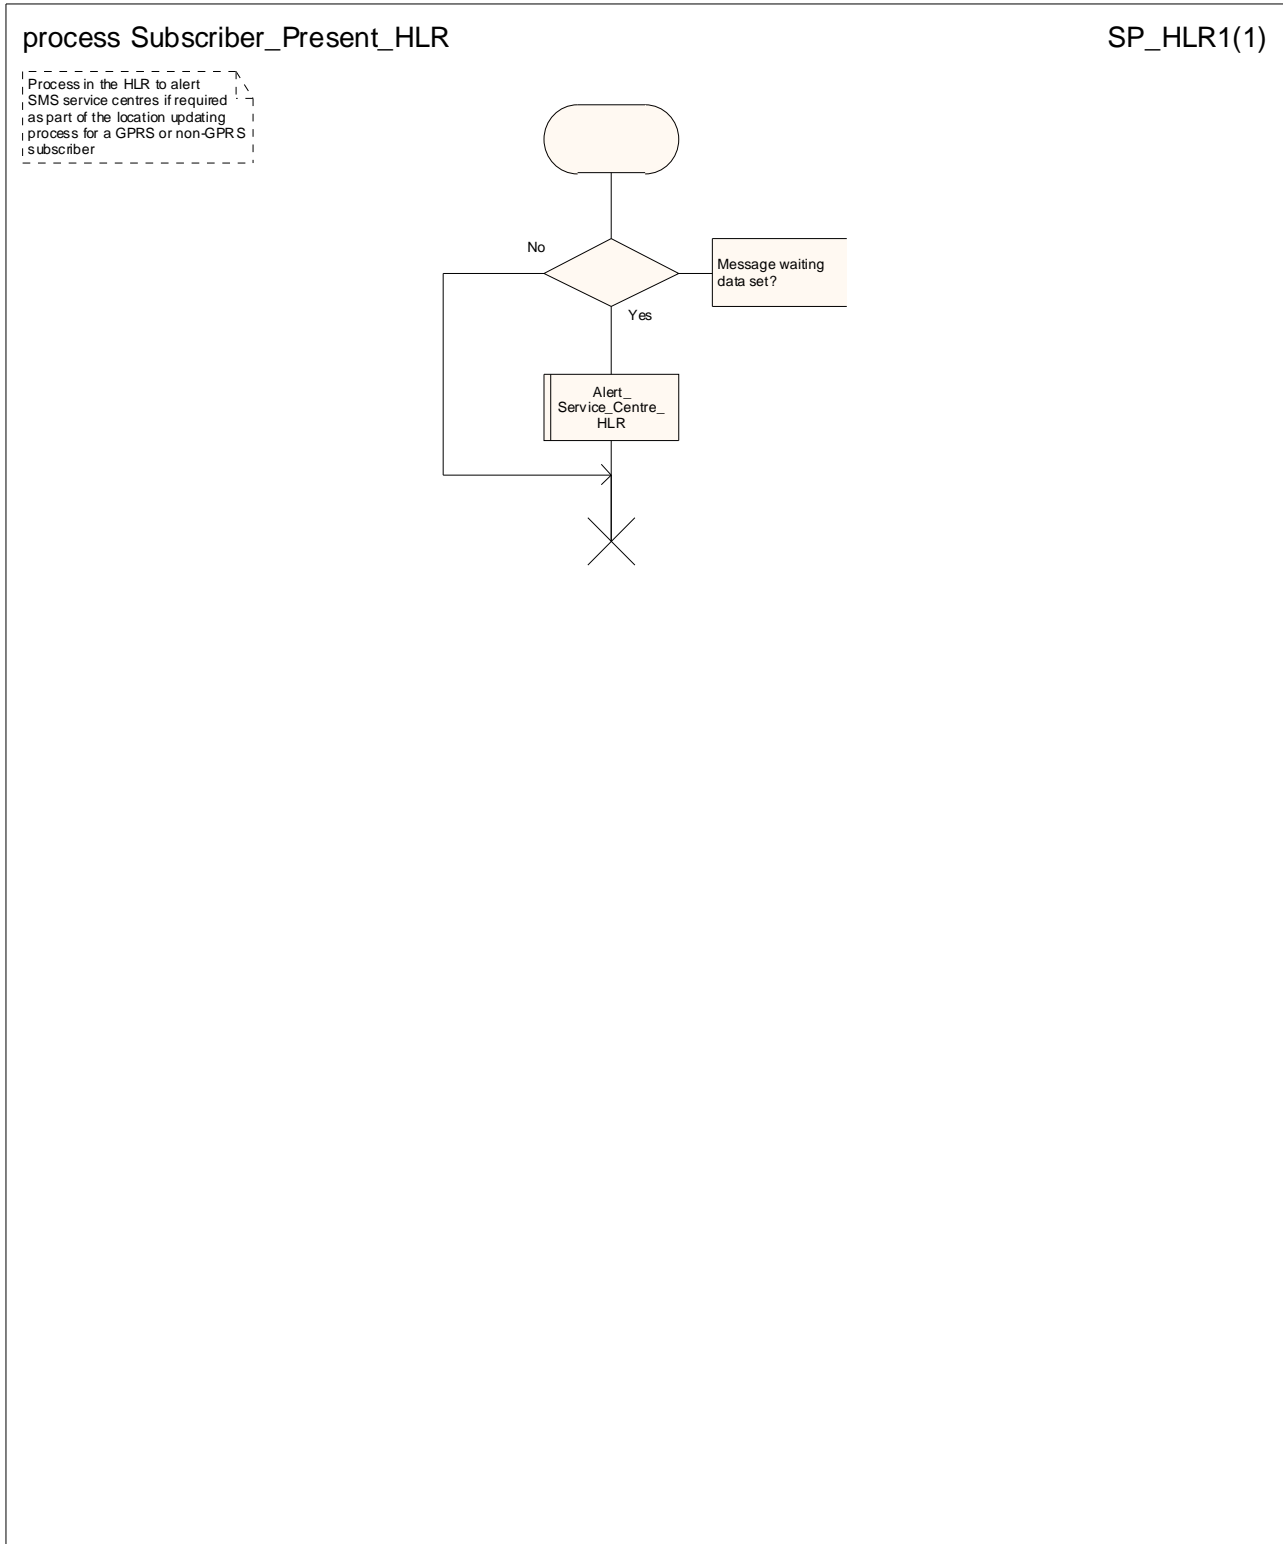 process Subscriber_Present_HLR
SP_HLR1(1)
Process in the HLR to alert
SMS service centres if required
as part of the location updating
process for a GPRS or non-GPRS
subscriber
No
Message waiting
data set?
Yes
Alert_
Service_Centre_
HLR